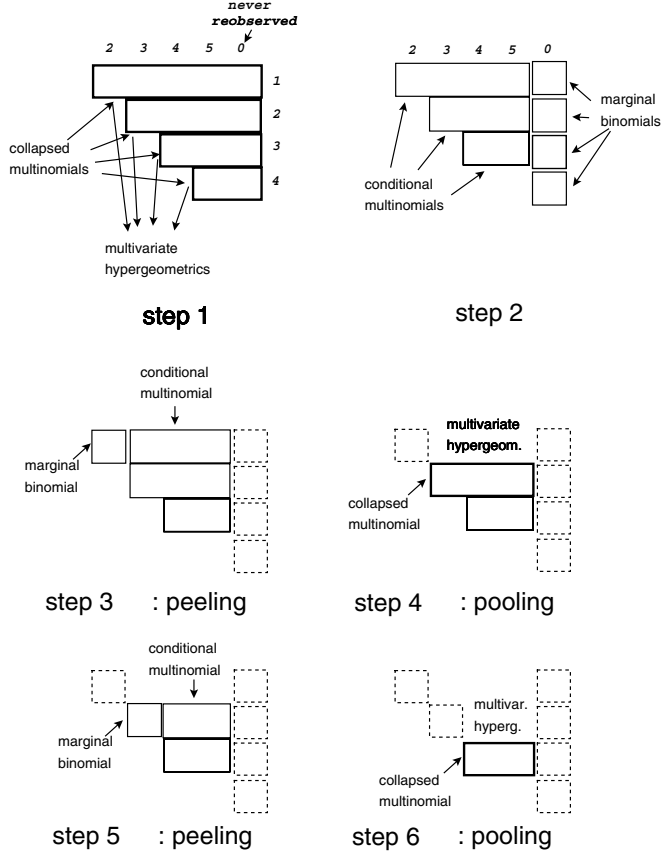 never
reobserved
2 3 4 5 0
1
2
3
4
collapsed
multinomials
multivariate
hypergeometrics
step 1
2 3 4 5 0
marginal
binomials
conditional
multinomials
step 2
conditional
multinomial
marginal
binomial
step 3 : peeling
multivariate
hypergeom.
collapsed
multinomial
step 4 : pooling
conditional
multinomial
marginal
binomial
step 5 : peeling
multivar.
hyperg.
collapsed
multinomial
step 6 : pooling